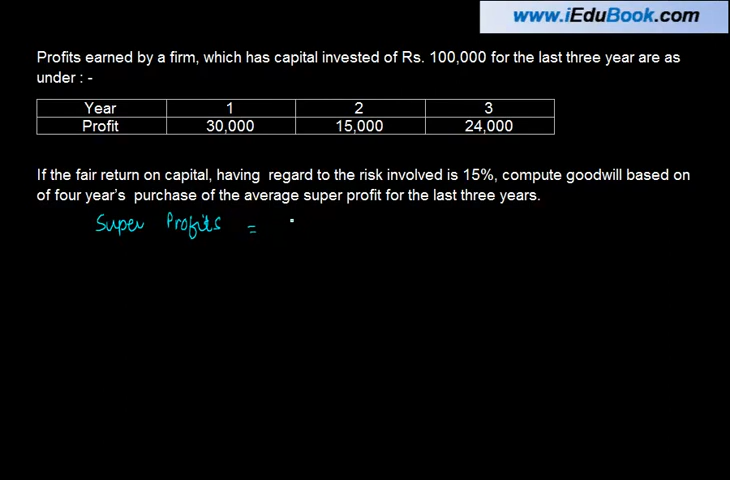 www.iEduBook.com
Profits earned by a firm, which has capital invested of Rs. 100,000 for the last three year are as
under : -
Year 1 2 3
Profit 30,000 15,000 24,000
If the fair return on capital, having regard to the risk involved is 15%, compute goodwill based on
of four year's purchase of the average super profit for the last three years.
Super Profits =